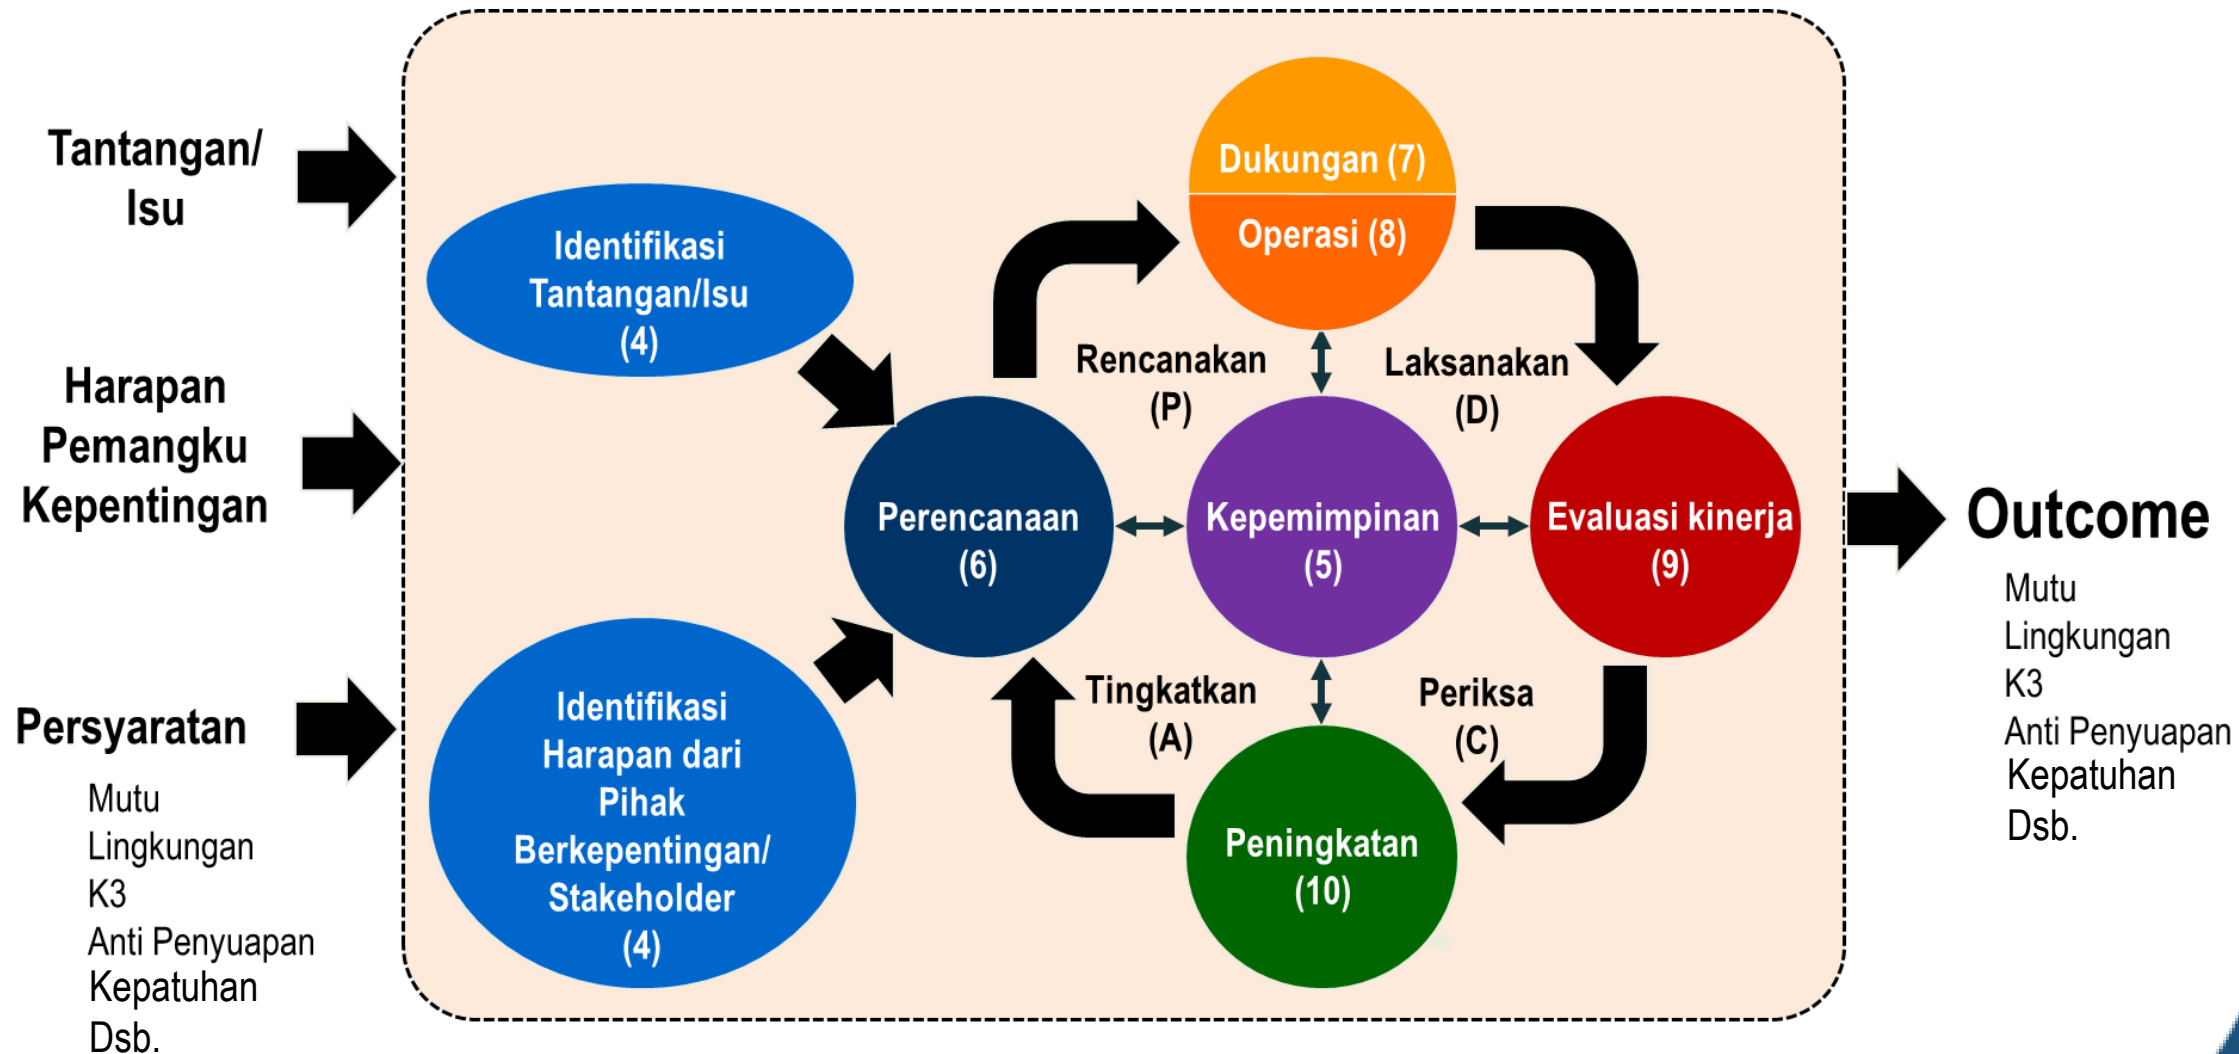 Tantangan/
Isu
Harapan
Pemangku
Kepentingan
Persyaratan
Mutu
Lingkungan
K3
Anti Penyuapan
Kepatuhan
Dsb.
Identifikasi
Tantangan/Isu
(4)
Identifikasi
Harapan dari
Pihak
Berkepentingan/
Stakeholder
(4)
Dukungan (7)
Operasi (8)
Rencanakan
(P)
Laksanakan
(D)
Perencanaan
(6)
Kepemimpinan
(5)
Evaluasi kinerja
(9)
Tingkatkan
(A)
Periksa
(C)
Peningkatan
(10)
Outcome
Mutu
Lingkungan
K3
Anti Penyuapan
Kepatuhan
Dsb.